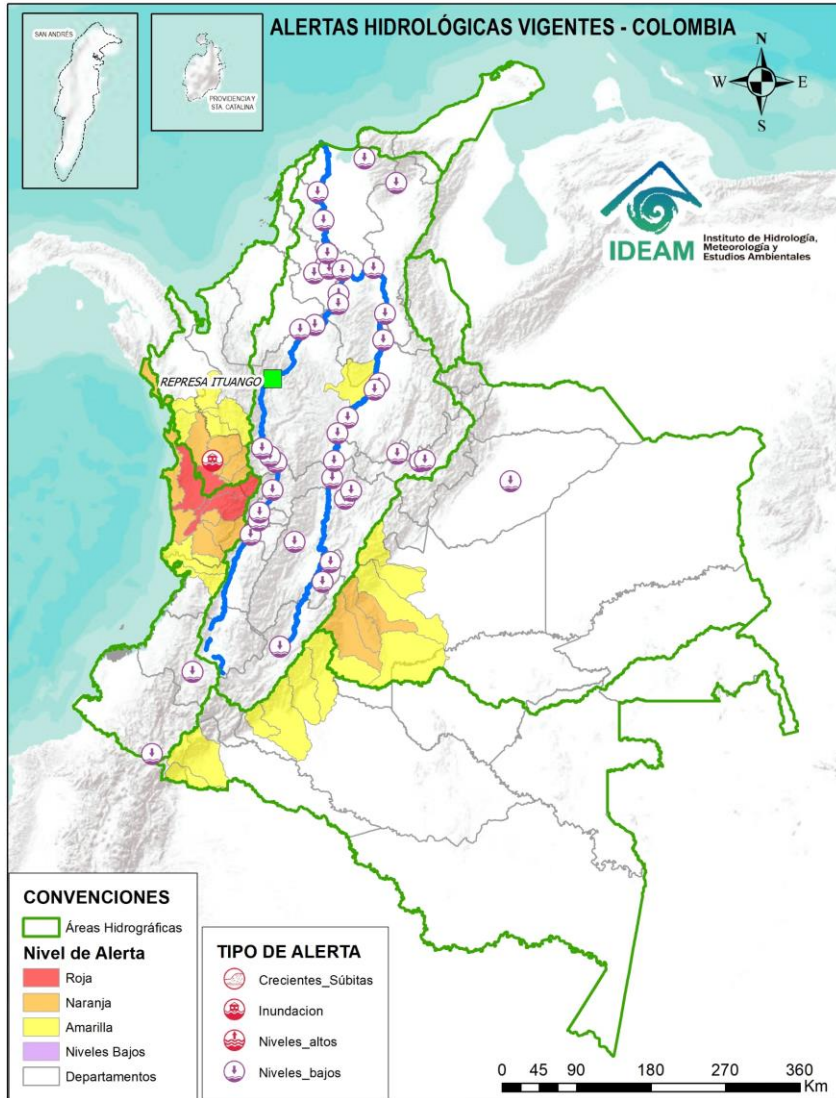 ALERTAS HIDROLÓGICAS VIGENTES - COLOMBIA
SAN ANDRÉS
PROVIDENCIA Y
STA. CATALINA
N
W
E
S
IDEAM
Instituto de Hidrología,
Meteorología y
Estudios Ambientales
REPRESA ITUANGO
CONVENCIONES
Áreas Hidrográficas
Nivel de Alerta
Roja
Naranja
Amarilla
Niveles Bajos
Departamentos
TIPO DE ALERTA
Crecientes_Súbitas
Inundacion
Niveles_altos
Niveles_bajos
0 45 90 180 270 360
Km